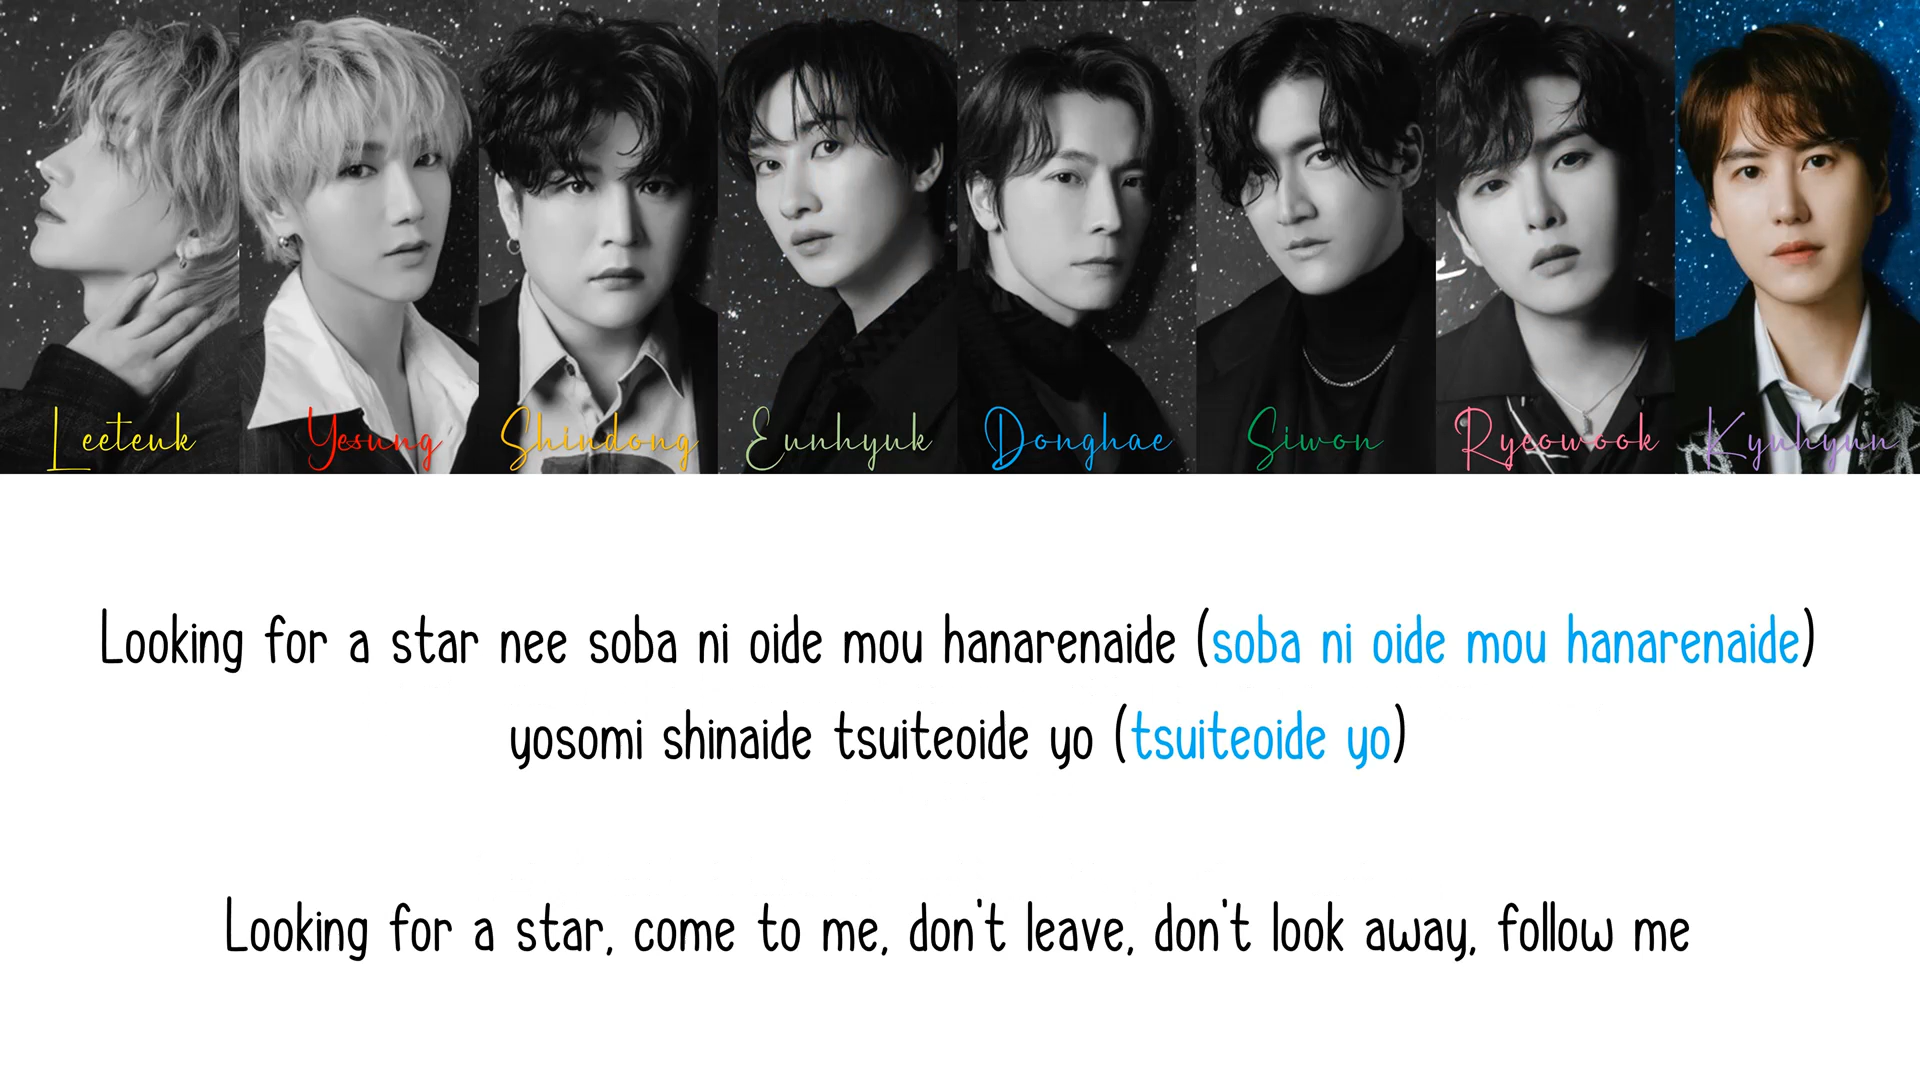 Leeteuk Yesung Shindong Eunhyuk Donghae Siwon Ryeowook Kyuhyun
Looking for a star nee soba ni oide mou hanarenaide (soba ni oide mou hanarenaide)
yosomi shinaide tsuiteoide yo (tsuiteoide yo)
Looking for a star, come to me, don't leave, don't look away, follow me